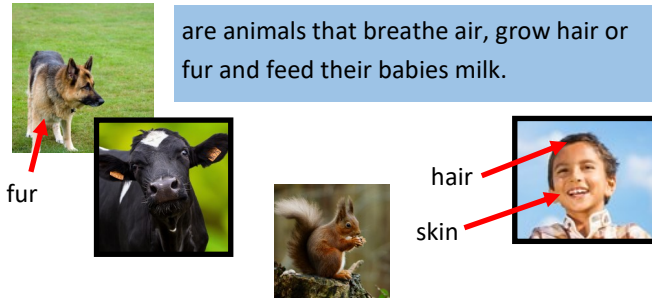 are animals that breathe air, grow hair or
fur and feed their babies milk.
hair
fur
skin